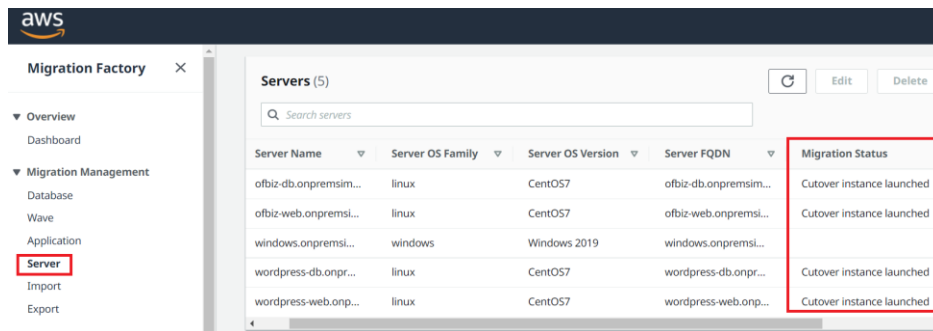 aws
Migration Factory
Overview
Dashboard
Migration Management
Database
Wave
Application
Server
Import
Export
Servers (5)
Edit Delete
Search servers
Server Name Server OS Family Server OS Version Server FQDN Migration Status
ofbiz-db.onpremsim... linux CentOS7 ofbiz-db.onpremsim... Cutover instance launched
ofbiz-web.onpremsi... linux CentOS7 ofbiz-web.onpremsi... Cutover instance launched
windows.onpremsi... windows Windows 2019 windows.onpremsi...
wordpress-db.onpr... linux CentOS7 wordpress-db.onpr... Cutover instance launched
wordpress-web.onp... linux CentOS7 wordpress-web.onp... Cutover instance launched